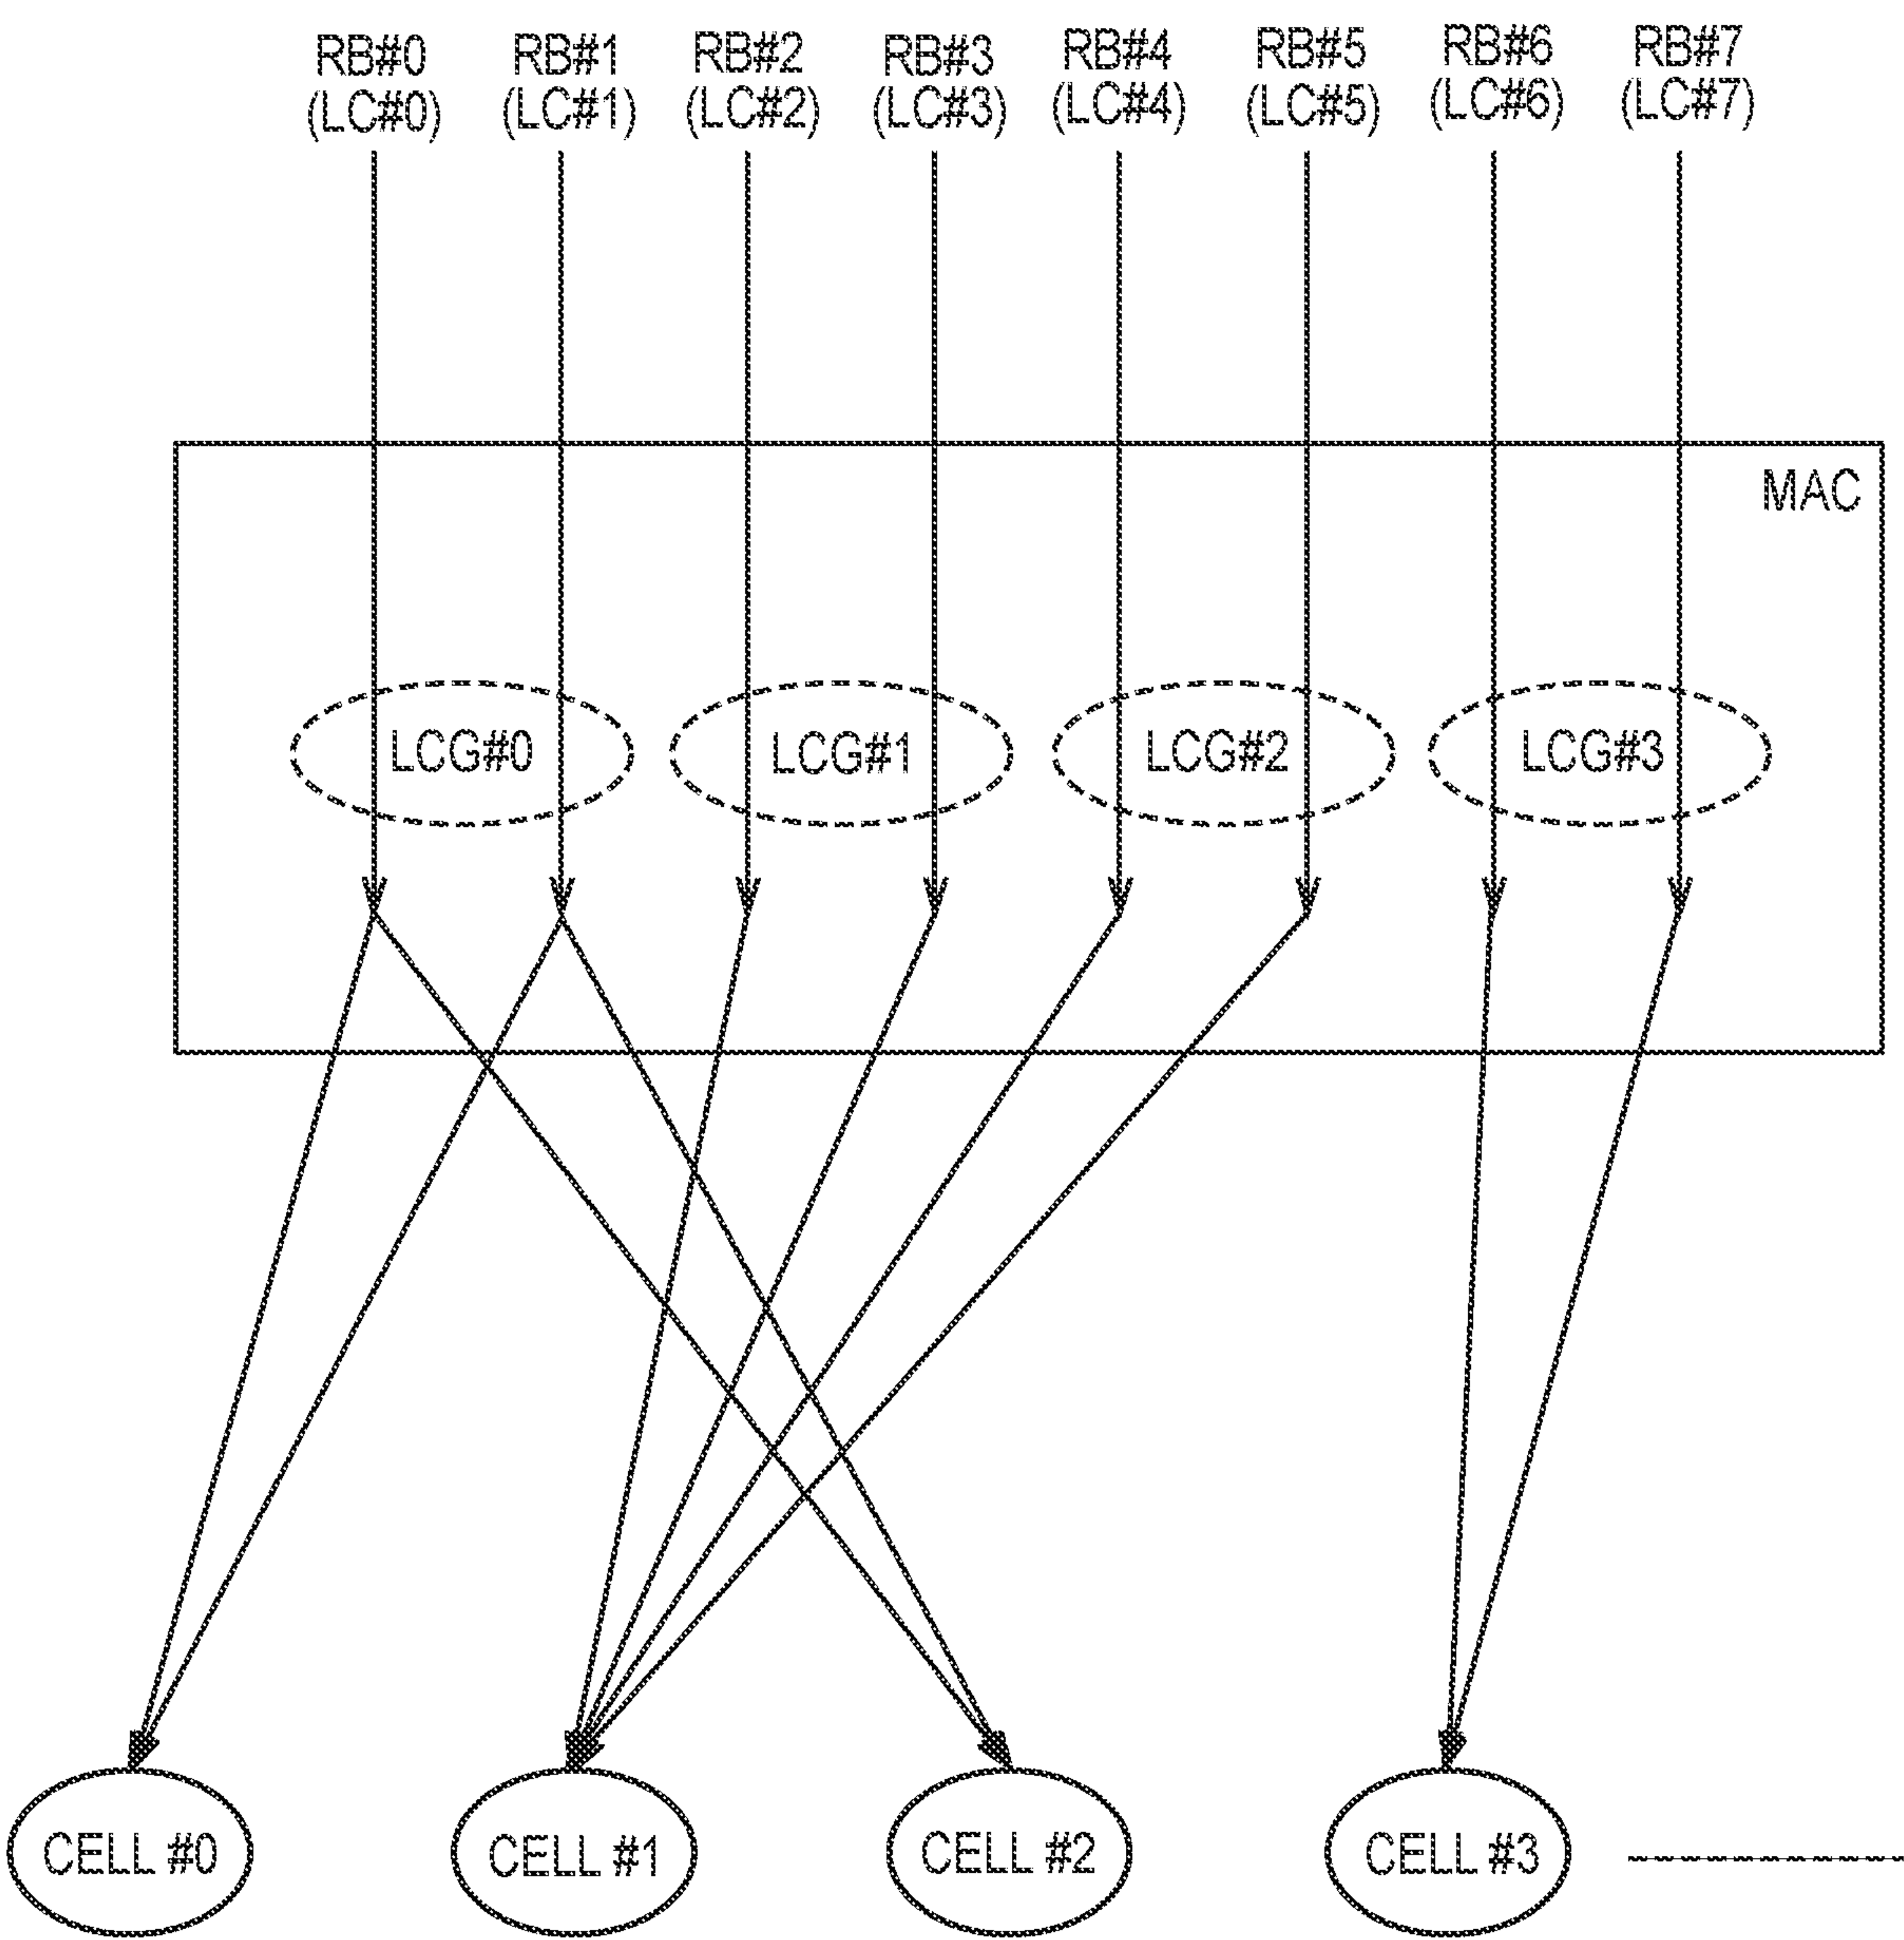 RB#0 RB#1 RB#2 RB#3 RB#4 RB#5 RB#6 RB#7
(LC#0) (LC#1) (LC#2) (LC#3) (LC#4) (LC#5) (LC#6) (LC#7)
MAC
LCG#0 LCG#1 LCG#2 LCG#3
CELL #0 CELL #1 CELL #2 CELL #3